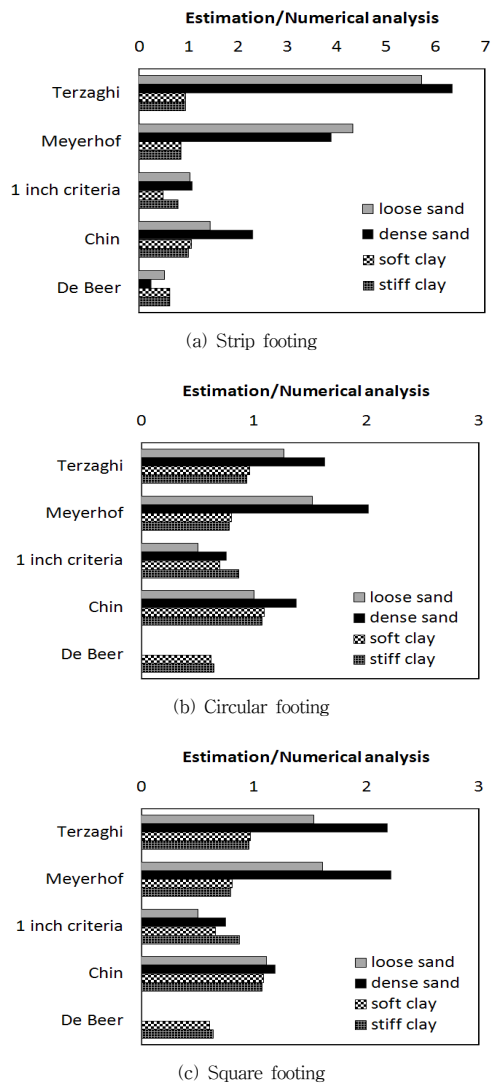 Estimation/Numerical analysis
0 1 2 3 4 5 6 7
Terzaghi
Meyerhof
1 inch criteria
Chin
De Beer
loose sand
dense sand
soft clay
stiff clay
(a) Strip footing
Estimation/Numerical analysis
0 1 2 3
Terzaghi
Meyerhof
1 inch criteria
Chin
De Beer
loose sand
dense sand
soft clay
stiff clay
(b) Circular footing
Estimation/Numerical analysis
0 1 2 3
Terzaghi
Meyerhof
1 inch criteria
Chin
De Beer
loose sand
dense sand
soft clay
stiff clay
(c) Square footing